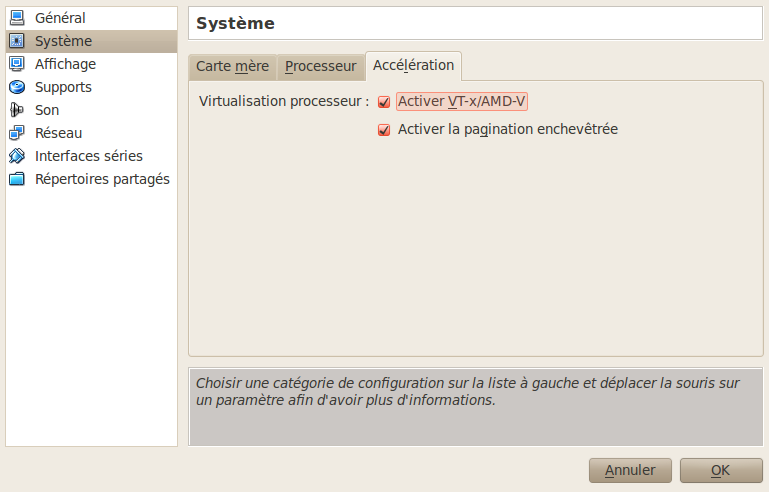 Général
Système
Affichage
Supports
Son
Réseau
Interfaces séries
Répertoires partagés
Système
Carte mère
Processeur
Accélération
Virtualisation processeur :
Activer VT-x/AMD-V
Activer la pagination enchevêtrée
Choisir une catégorie de configuration sur la liste à gauche et déplacer la souris sur
un paramètre afin d'avoir plus d'informations.
Annuler
OK